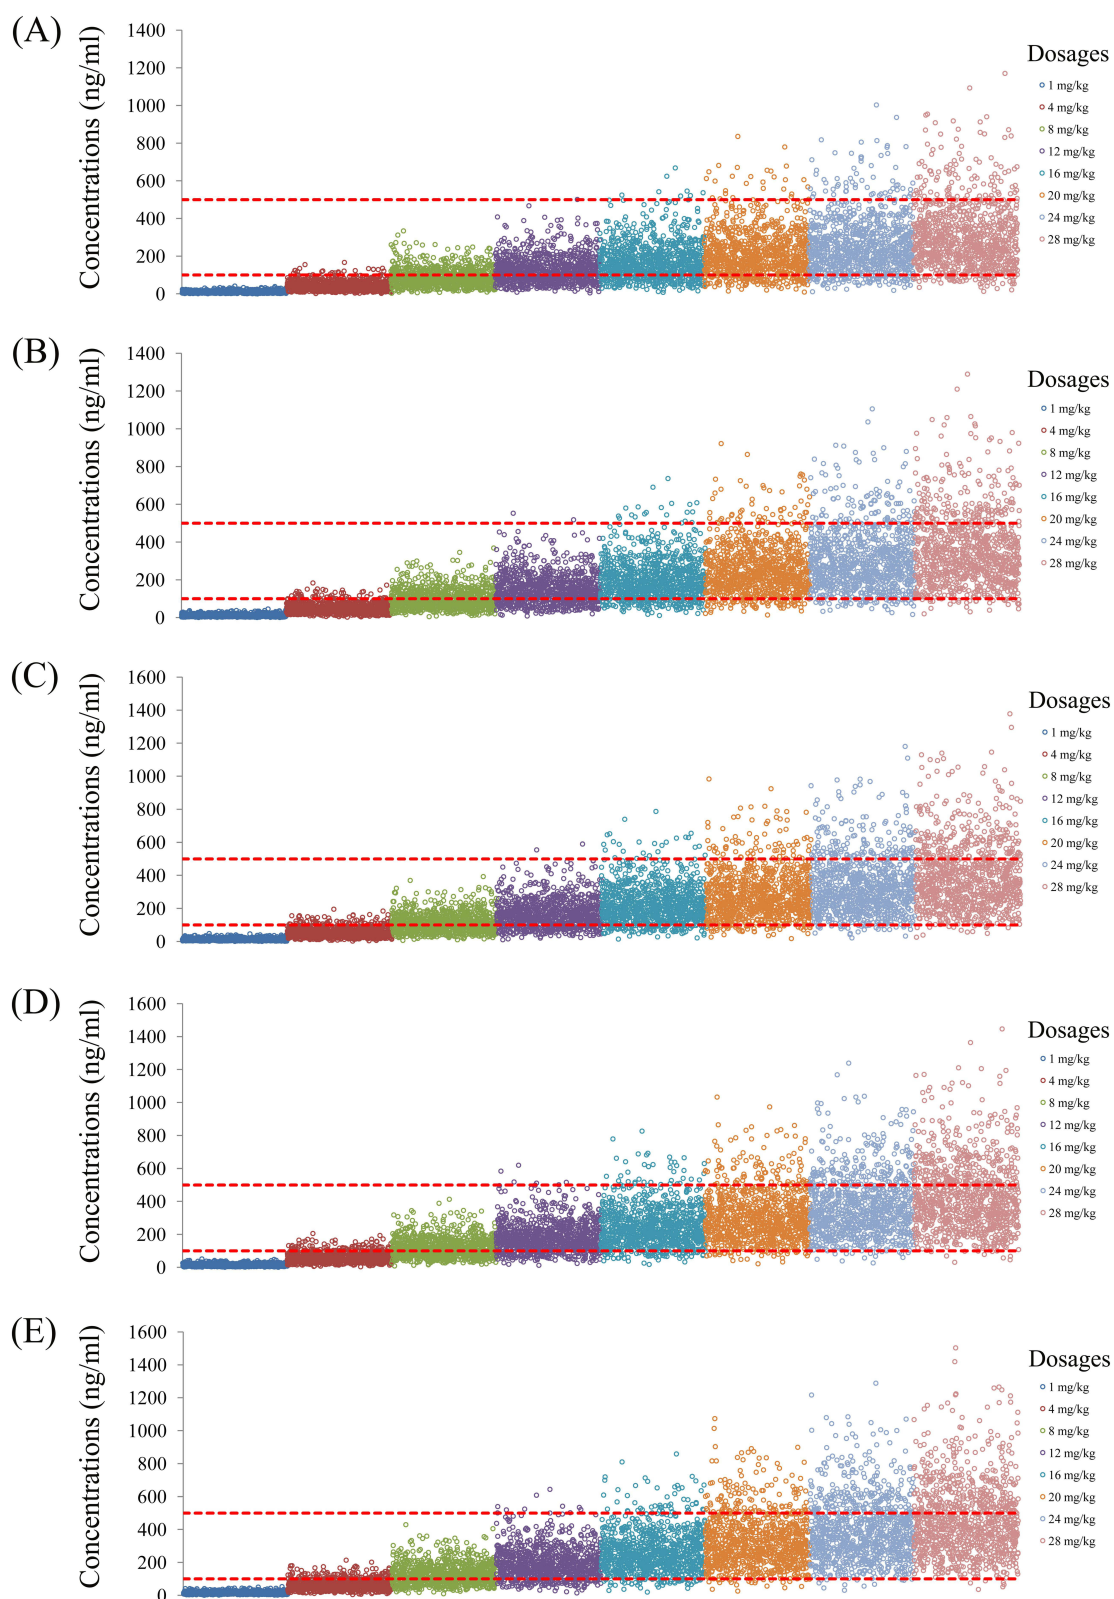 (A)
Concentrations (ng/ml)
1400
1200
1000
800
600
400
200
0
Dosages
1 mg/kg
4 mg/kg
8 mg/kg
12 mg/kg
16 mg/kg
20 mg/kg
24 mg/kg
28 mg/kg
(B)
Concentrations (ng/ml)
1400
1200
1000
800
600
400
200
0
Dosages
1 mg/kg
4 mg/kg
8 mg/kg
12 mg/kg
16 mg/kg
20 mg/kg
24 mg/kg
28 mg/kg
(C)
Concentrations (ng/ml)
1600
1400
1200
1000
800
600
400
200
0
Dosages
1 mg/kg
4 mg/kg
8 mg/kg
12 mg/kg
16 mg/kg
20 mg/kg
24 mg/kg
28 mg/kg
(D)
Concentrations (ng/ml)
1600
1400
1200
1000
800
600
400
200
0
Dosages
1 mg/kg
4 mg/kg
8 mg/kg
12 mg/kg
16 mg/kg
20 mg/kg
24 mg/kg
28 mg/kg
(E)
Concentrations (ng/ml)
1600
1400
1200
1000
800
600
400
200
0
Dosages
1 mg/kg
4 mg/kg
8 mg/kg
12 mg/kg
16 mg/kg
20 mg/kg
24 mg/kg
28 mg/kg